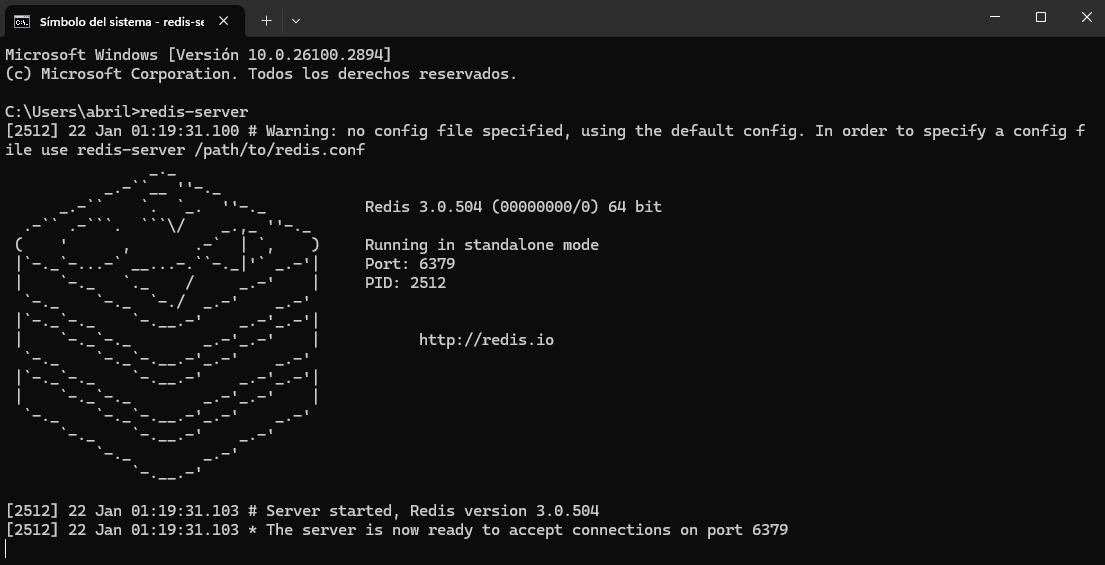 Símbolo del sistema - redis-se
Microsoft Windows [Versión 10.0.26100.2894]
(c) Microsoft Corporation. Todos los derechos reservados.
C:\Users\abril>redis-server
[2512] 22 Jan 01:19:31.100 # Warning: no config file specified, using the default config. In order to specify a config f
ile use redis-server /path/to/redis.conf
Redis 3.0.504 (00000000/0) 64 bit
Running in standalone mode
Port: 6379
PID: 2512
http://redis.io
[2512] 22 Jan 01:19:31.103 # Server started, Redis version 3.0.504
[2512] 22 Jan 01:19:31.103 * The server is now ready to accept connections on port 6379